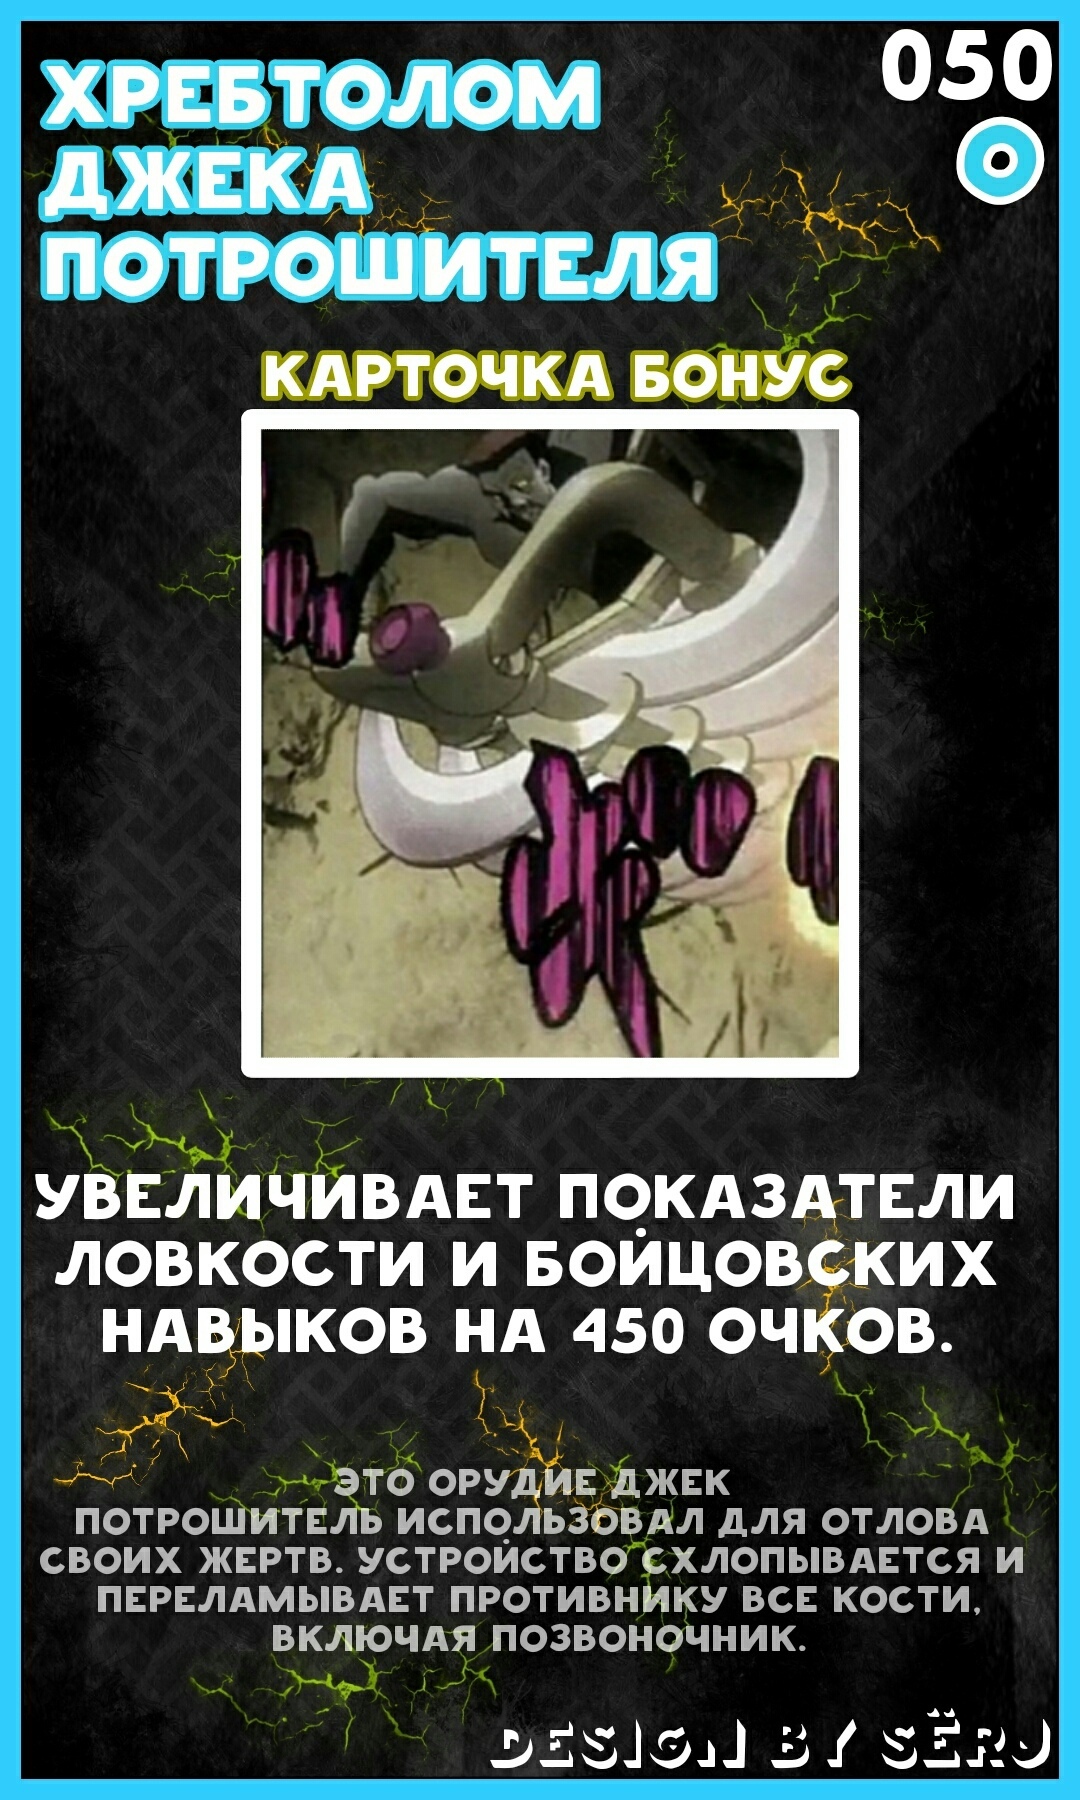 ХРЕБТОЛОМ
ДЖЕКА
ПОТРОШИТЕЛЯ
050
КАРТОЧКА БОНУС
УВЕЛИЧИВАЕТ ПОКАЗАТЕЛИ
ЛОВКОСТИ И БОЙЦОВСКИХ
НАВЫКОВ НА 450 ОЧКОВ.
ЭТО ОРУДИЕ ДЖЕК
ПОТРОШИТЕЛЬ ИСПОЛЬЗОВАЛ ДЛЯ ОТЛОВА
СВОИХ ЖЕРТВ. УСТРОЙСТВО СХЛОПЫВАЕТСЯ И
ПЕРЕЛАМЫВАЕТ ПРОТИВНИКУ ВСЕ КОСТИ,
ВКЛЮЧАЯ ПОЗВОНОЧНИК.
DESIGN BY SЁRJ